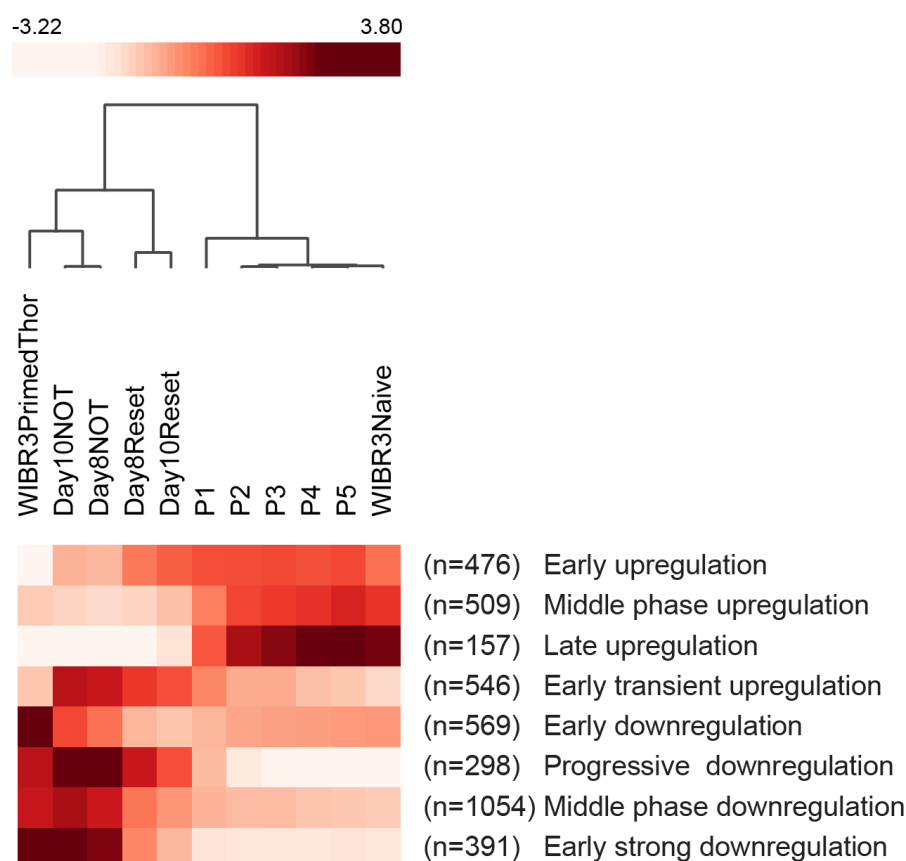 -3.22 3.80
WIBR3PrimedThor
Day10NOT
Day8NOT
Day8Reset
Day10Reset
P1
P2
P3
P4
P5
WIBR3Naive
(n=476) Early upregulation
(n=509) Middle phase upregulation
(n=157) Late upregulation
(n=546) Early transient upregulation
(n=569) Early downregulation
(n=298) Progressive downregulation
(n=1054) Middle phase downregulation
(n=391) Early strong downregulation